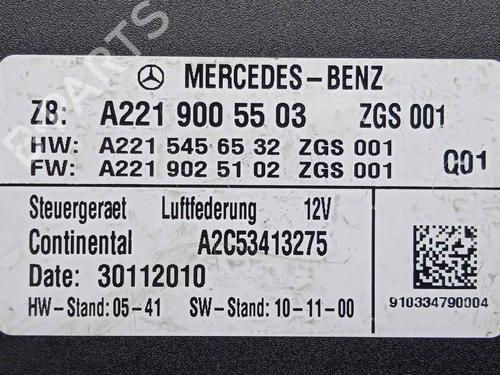 MERCEDES-BENZ
ZB: A221 900 55 03 ZGS 001
HW: A221 545 65 32 ZGS 001
FW: A221 902 51 02 ZGS 001 Q01
Steuergeraet Luftfederung 12V
Continental A2C53413275
Date: 30112010
HW-Stand: 05-41 SW-Stand: 10-11-00
910334790004